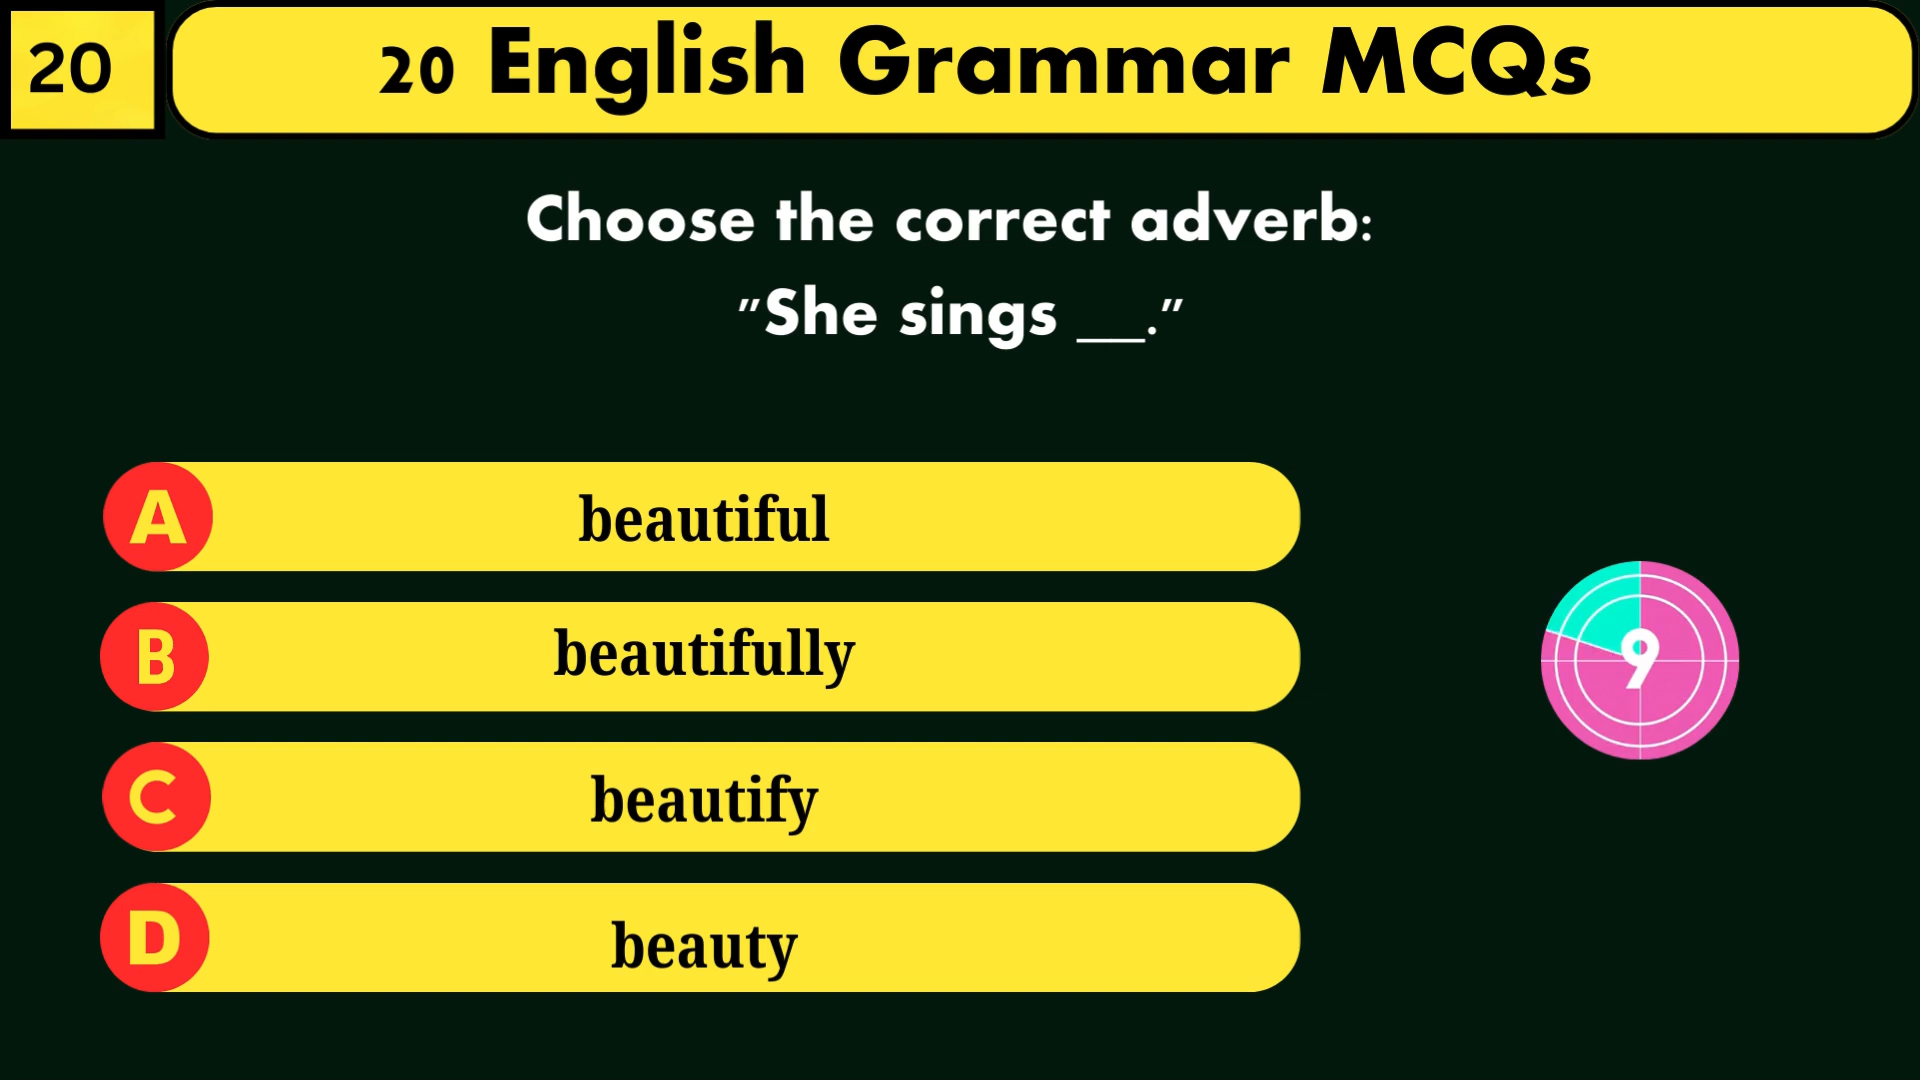 20
20 English Grammar MCQs
Choose the correct adverb:
"She sings __."
A
beautiful
B
beautifully
C
beautify
D
beauty
9